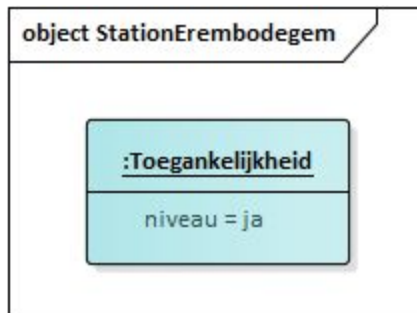 object StationErembodegem
:Toegankelijkheid
niveau = ja